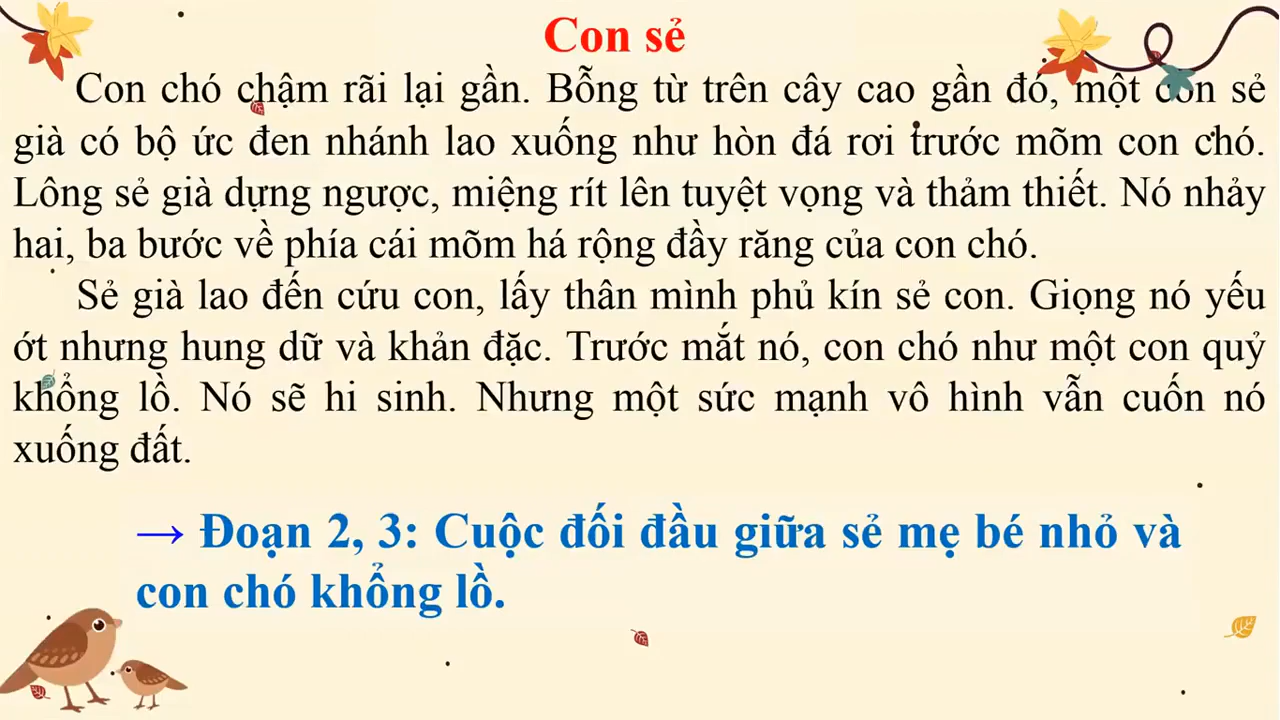 Con sẻ
Con chó chậm rãi lại gần. Bỗng từ trên cây cao gần đó, một con sẻ
già có bộ ức đen nhánh lao xuống như hòn đá rơi trước mõm con chó.
Lông sẻ già dựng ngược, miệng rít lên tuyệt vọng và thảm thiết. Nó nhảy
hai, ba bước về phía cái mõm há rộng đầy răng của con chó.
Sẻ già lao đến cứu con, lấy thân mình phủ kín sẻ con. Giọng nó yếu
ớt nhưng hung dữ và khản đặc. Trước mắt nó, con chó như một con quỷ
khổng lồ. Nó sẽ hi sinh. Nhưng một sức mạnh vô hình vẫn cuốn nó
xuống đất.
→ Đoạn 2, 3: Cuộc đối đầu giữa sẻ mẹ bé nhỏ và
con chó khổng lồ.